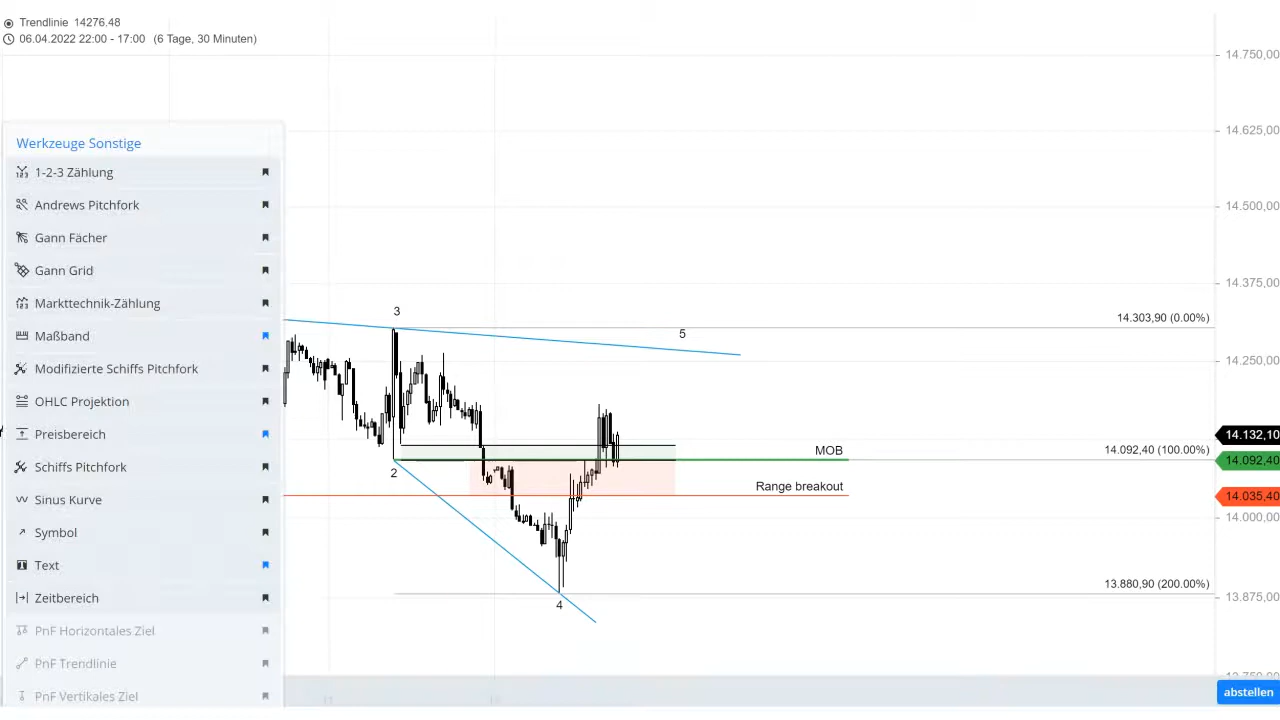 Trendlinie 14276.48
06.04.2022 22:00 - 17:00 (6 Tage, 30 Minuten)
14.750,00
14.625,00
Werkzeuge Sonstige
1-2-3 Zählung
Andrews Pitchfork
14.500,00
Gann Fächer
Gann Grid
14.375,00
Markttechnik-Zählung
3
14.303,90 (0.00%)
Maßband
5
14.250,00
Modifizierte Schiffs Pitchfork
OHLC Projektion
Preisbereich
14.132,10
MOB
14.092,40 (100.00%)
14.092,40
Schiffs Pitchfork
2
Range breakout
14.035,40
Sinus Kurve
14.000,00
Symbol
Text
13.880,90 (200.00%)
Zeitbereich
13.875,00
4
PnF Horizontales Ziel
PnF Trendlinie
abstellen
PnF Vertikales Ziel